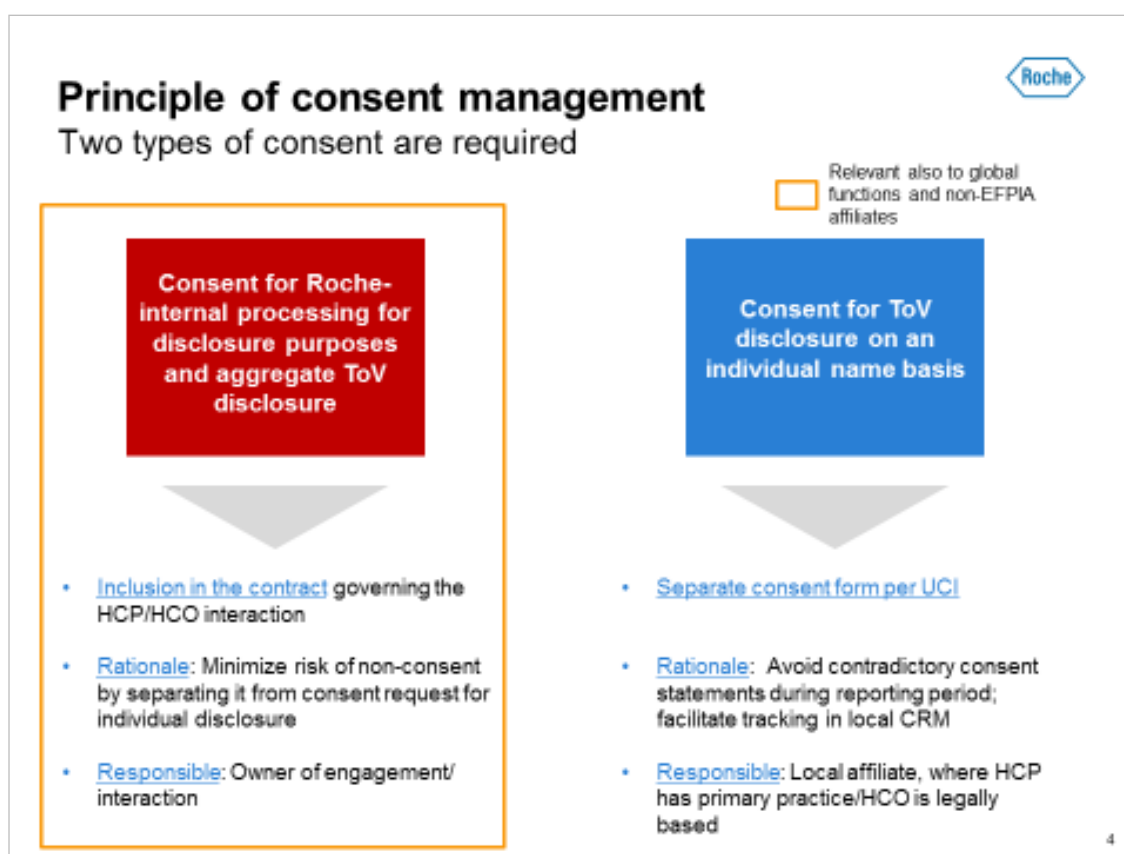 Principle of consent management
Two types of consent are required
Roche
Relevant also to global
functions and non-EFPIA
affiliates
Consent for Roche-
internal processing for
disclosure purposes
and aggregate ToV
disclosure
• Inclusion in the contract governing the
HCP/HCO interaction
• Rationale: Minimize risk of non-consent
by separating it from consent request for
individual disclosure
• Responsible: Owner of engagement/
interaction
Consent for ToV
disclosure on an
individual name basis
• Separate consent form per UCI
• Rationale: Avoid contradictory consent
statements during reporting period;
facilitate tracking in local CRM
• Responsible: Local affiliate, where HCP
has primary practice/HCO is legally
based
4